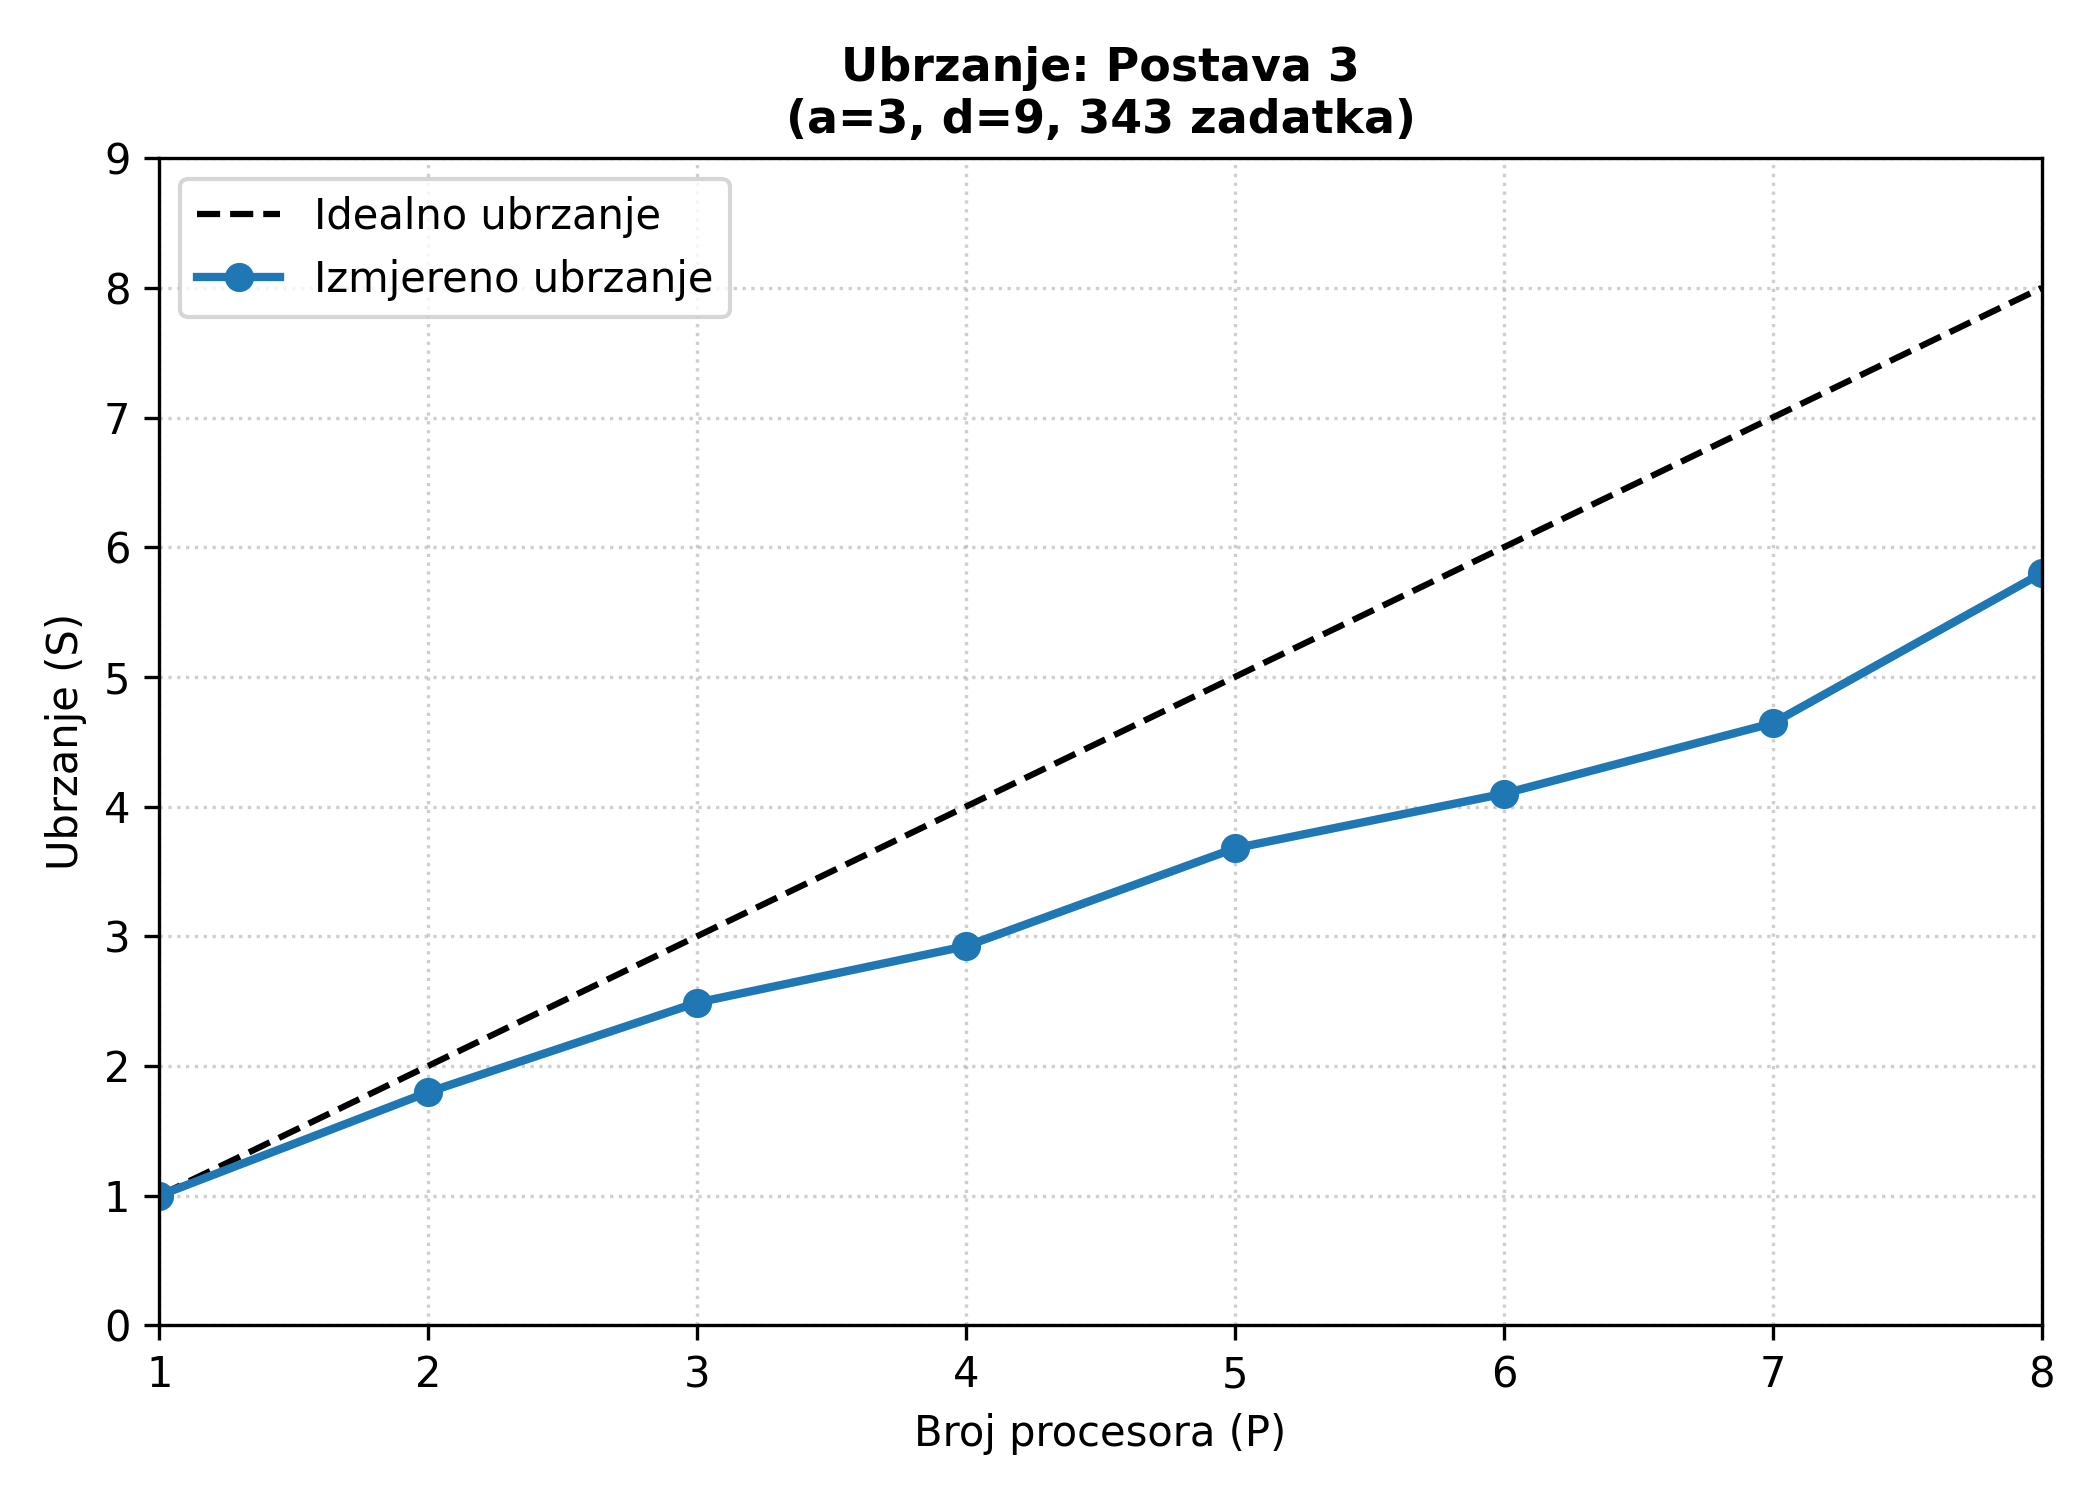 Ubrzanje: Postava 3
(a=3, d=9, 343 zadatka)
Idealno ubrzanje
Izmjereno ubrzanje
Ubrzanje (S)
9
8
7
6
5
4
3
2
1
0
1 2 3 4 5 6 7 8
Broj procesora (P)